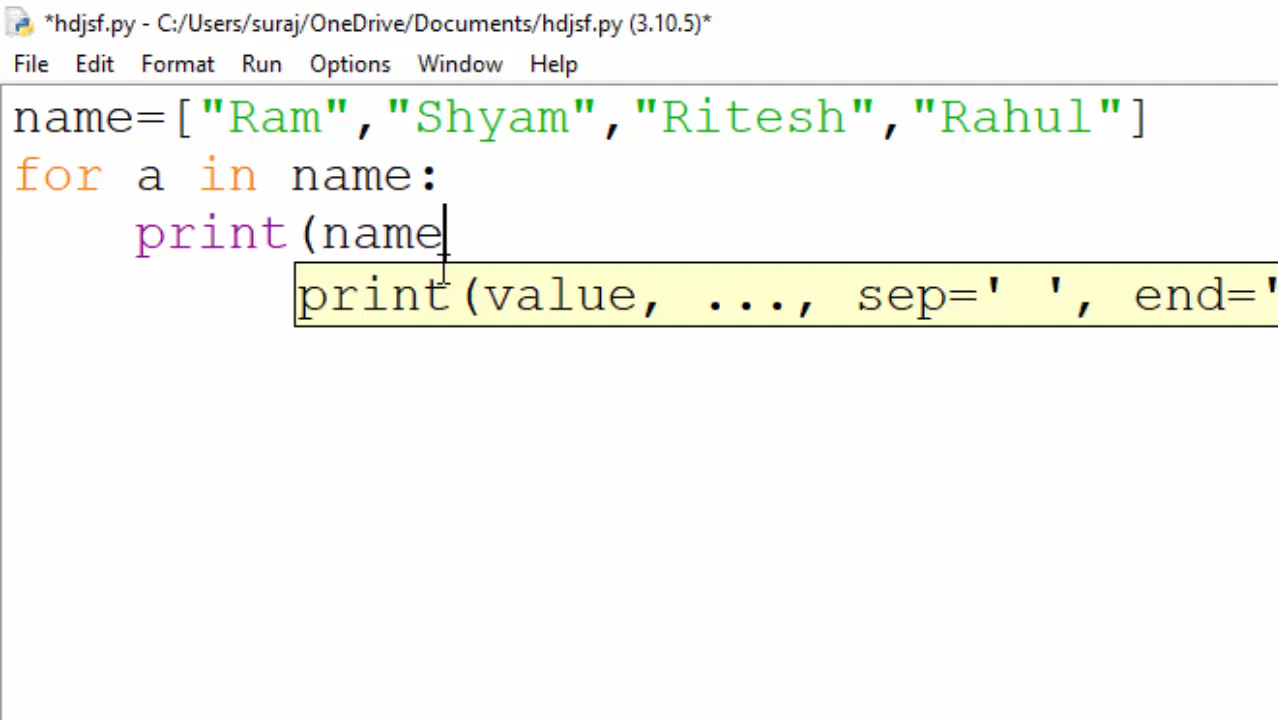 *hdjsf.py - C:/Users/suraj/OneDrive/Documents/hdjsf.py (3.10.5)*
File Edit Format Run Options Window Help
name=["Ram","Shyam","Ritesh","Rahul"]
for a in name:
    print(name
print(value, ..., sep=' ', end='